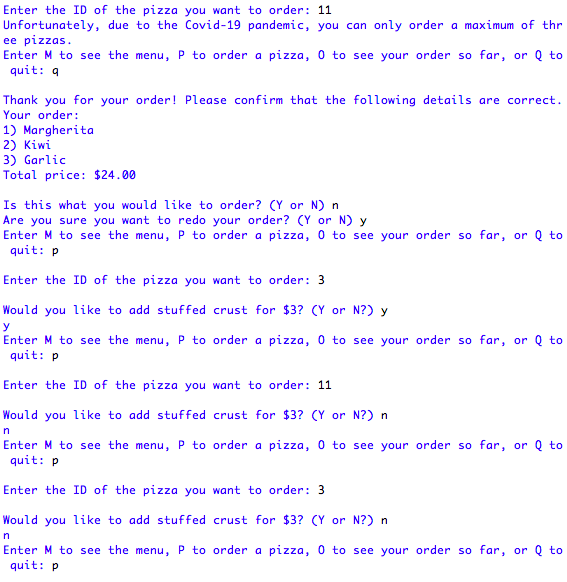 Enter the ID of the pizza you want to order: 11
Unfortunately, due to the Covid-19 pandemic, you can only order a maximum of thr
ee pizzas.
Enter M to see the menu, P to order a pizza, O to see your order so far, or Q to
 quit: q

Thank you for your order! Please confirm that the following details are correct.
Your order:
1) Margherita
2) Kiwi
3) Garlic
Total price: $24.00

Is this what you would like to order? (Y or N) n
Are you sure you want to redo your order? (Y or N) y
Enter M to see the menu, P to order a pizza, O to see your order so far, or Q to
 quit: p

Enter the ID of the pizza you want to order: 3

Would you like to add stuffed crust for $3? (Y or N?) y
y
Enter M to see the menu, P to order a pizza, O to see your order so far, or Q to
 quit: p

Enter the ID of the pizza you want to order: 11

Would you like to add stuffed crust for $3? (Y or N?) n
n
Enter M to see the menu, P to order a pizza, O to see your order so far, or Q to
 quit: p

Enter the ID of the pizza you want to order: 3

Would you like to add stuffed crust for $3? (Y or N?) n
n
Enter M to see the menu, P to order a pizza, O to see your order so far, or Q to
 quit: p